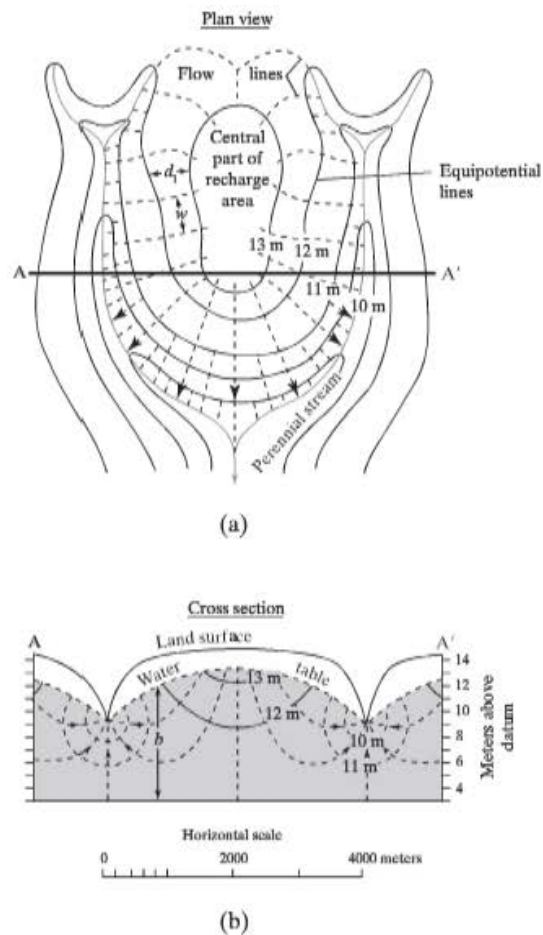 Plan view
Flow lines
Central
part of
recharge
area
d1
w
Equipotential
lines
13 m
12 m
A
A′
11 m
10 m
Perennial stream
(a)
Cross section
A
A′
Land surface
Water table
13 m
12 m
b
10 m
11 m
14
12
10
8
6
4
Meters above
datum
Horizontal scale
0
2000
4000 meters
(b)